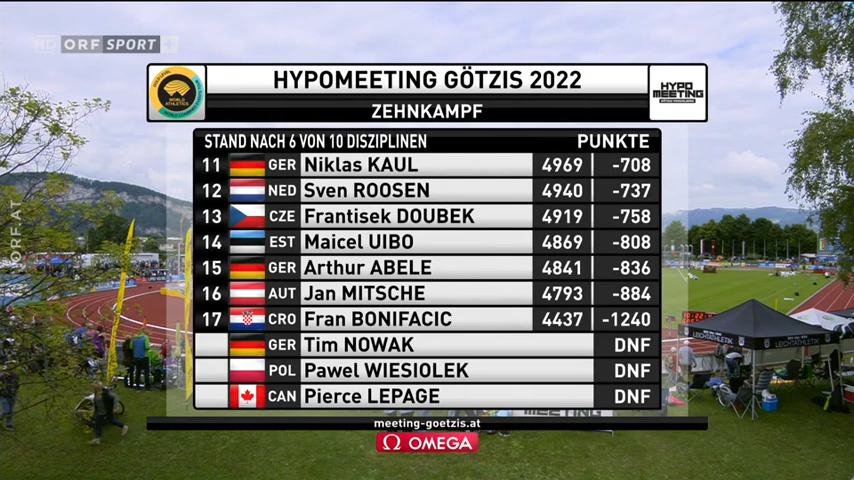 HD ORF SPORT +
HYPOMEETING GÖTZIS 2022
WORLD ATHLETICS
HYPO MEETING
ZEHNKAMPF
STAND NACH 6 VON 10 DISZIPLINEN PUNKTE
11 GER Niklas KAUL 4969 -708
12 NED Sven ROOSEN 4940 -737
13 CZE Frantisek DOUBEK 4919 -758
14 EST Maicel UIBO 4869 -808
15 GER Arthur ABELE 4841 -836
16 AUT Jan MITSCHE 4793 -884
17 CRO Fran BONIFACIC 4437 -1240
GER Tim NOWAK DNF
POL Pawel WIESIOLEK DNF
CAN Pierce LEPAGE DNF
meeting-goetzis.at
Ω OMEGA
ORF.AT
LEICHTATHLETIK
MEETING